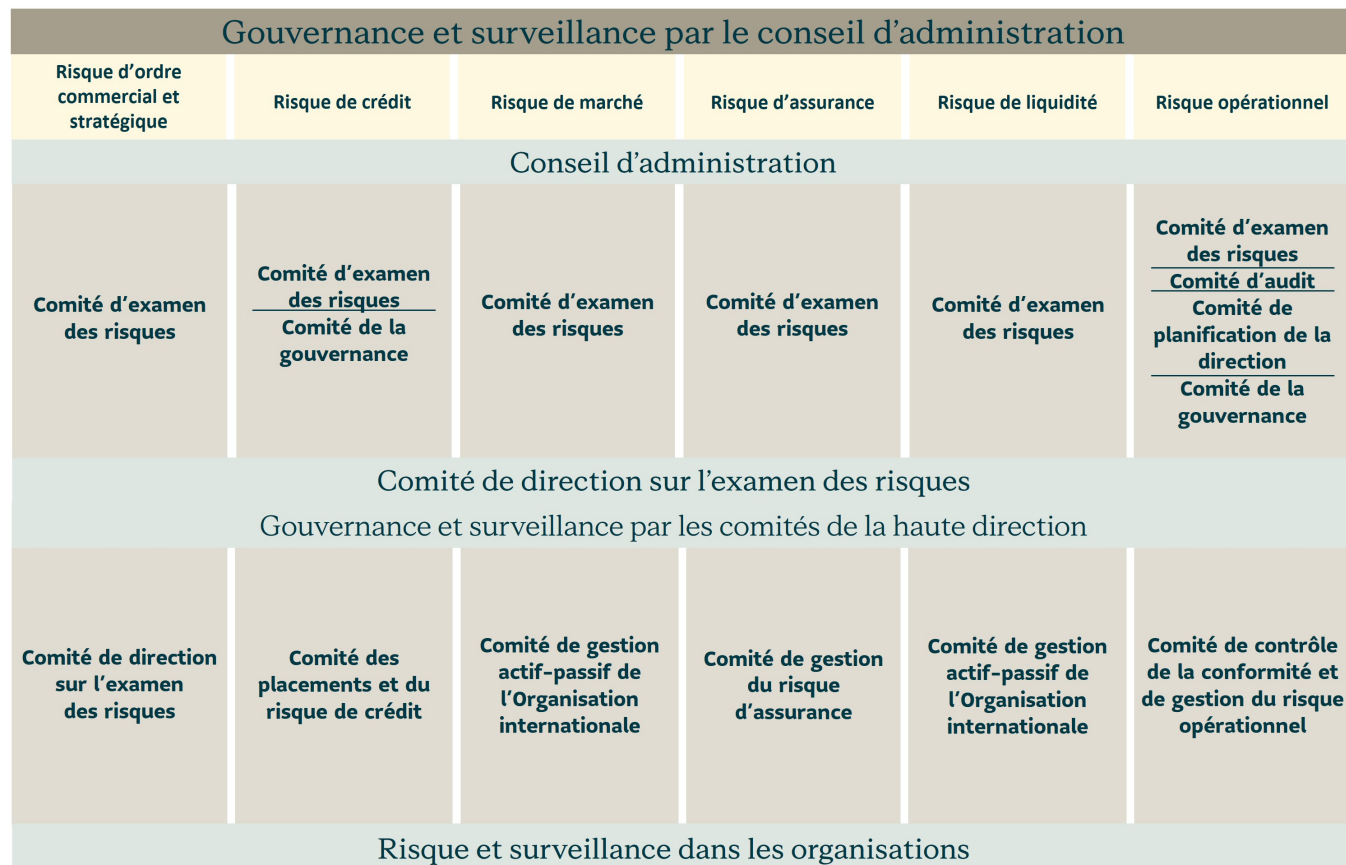 Gouvernance et surveillance par le conseil d’administration
Risque d’ordre
commercial et
stratégique
Risque de crédit
Risque de marché
Risque d’assurance
Risque de liquidité
Risque opérationnel
Conseil d’administration
Comité d’examen
des risques
Comité d’examen
des risques
Comité de la
gouvernance
Comité d’examen
des risques
Comité d’examen
des risques
Comité d’examen
des risques
Comité d’examen
des risques
Comité d’audit
Comité de
planification de la
direction
Comité de la
gouvernance
Comité de direction sur l’examen des risques
Gouvernance et surveillance par les comités de la haute direction
Comité de direction
sur l’examen
des risques
Comité des
placements et du
risque de crédit
Comité de gestion
actif-passif de
l’Organisation
internationale
Comité de gestion
du risque
d’assurance
Comité de gestion
actif-passif de
l’Organisation
internationale
Comité de contrôle
de la conformité et
de gestion du risque
opérationnel
Risque et surveillance dans les organisations